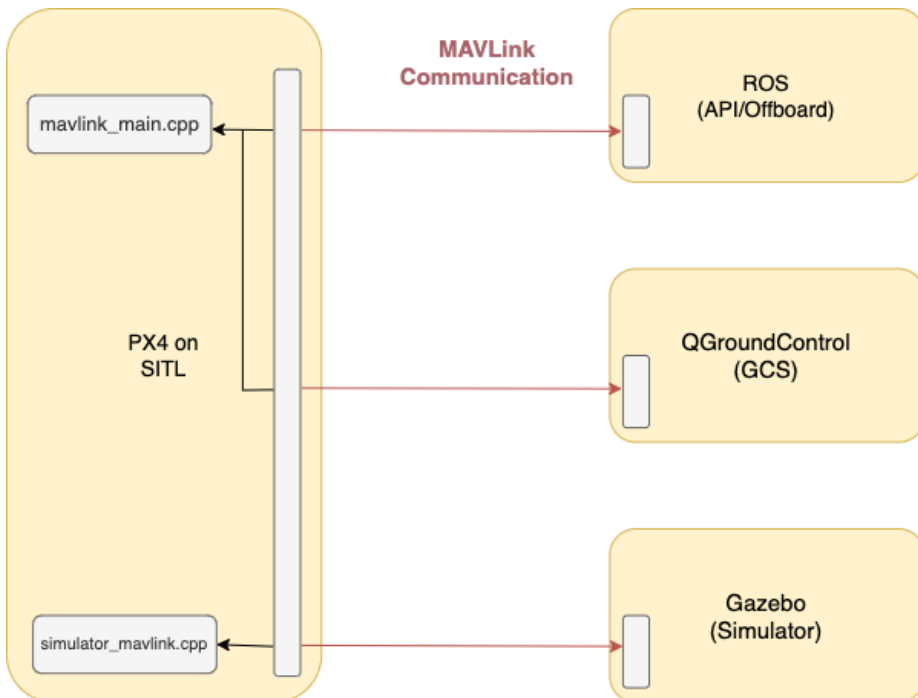 MAVLink
Communication
ROS
(API/Offboard)
mavlink_main.cpp
PX4 on
SITL
QGroundControl
(GCS)
Gazebo
(Simulator)
simulator_mavlink.cpp